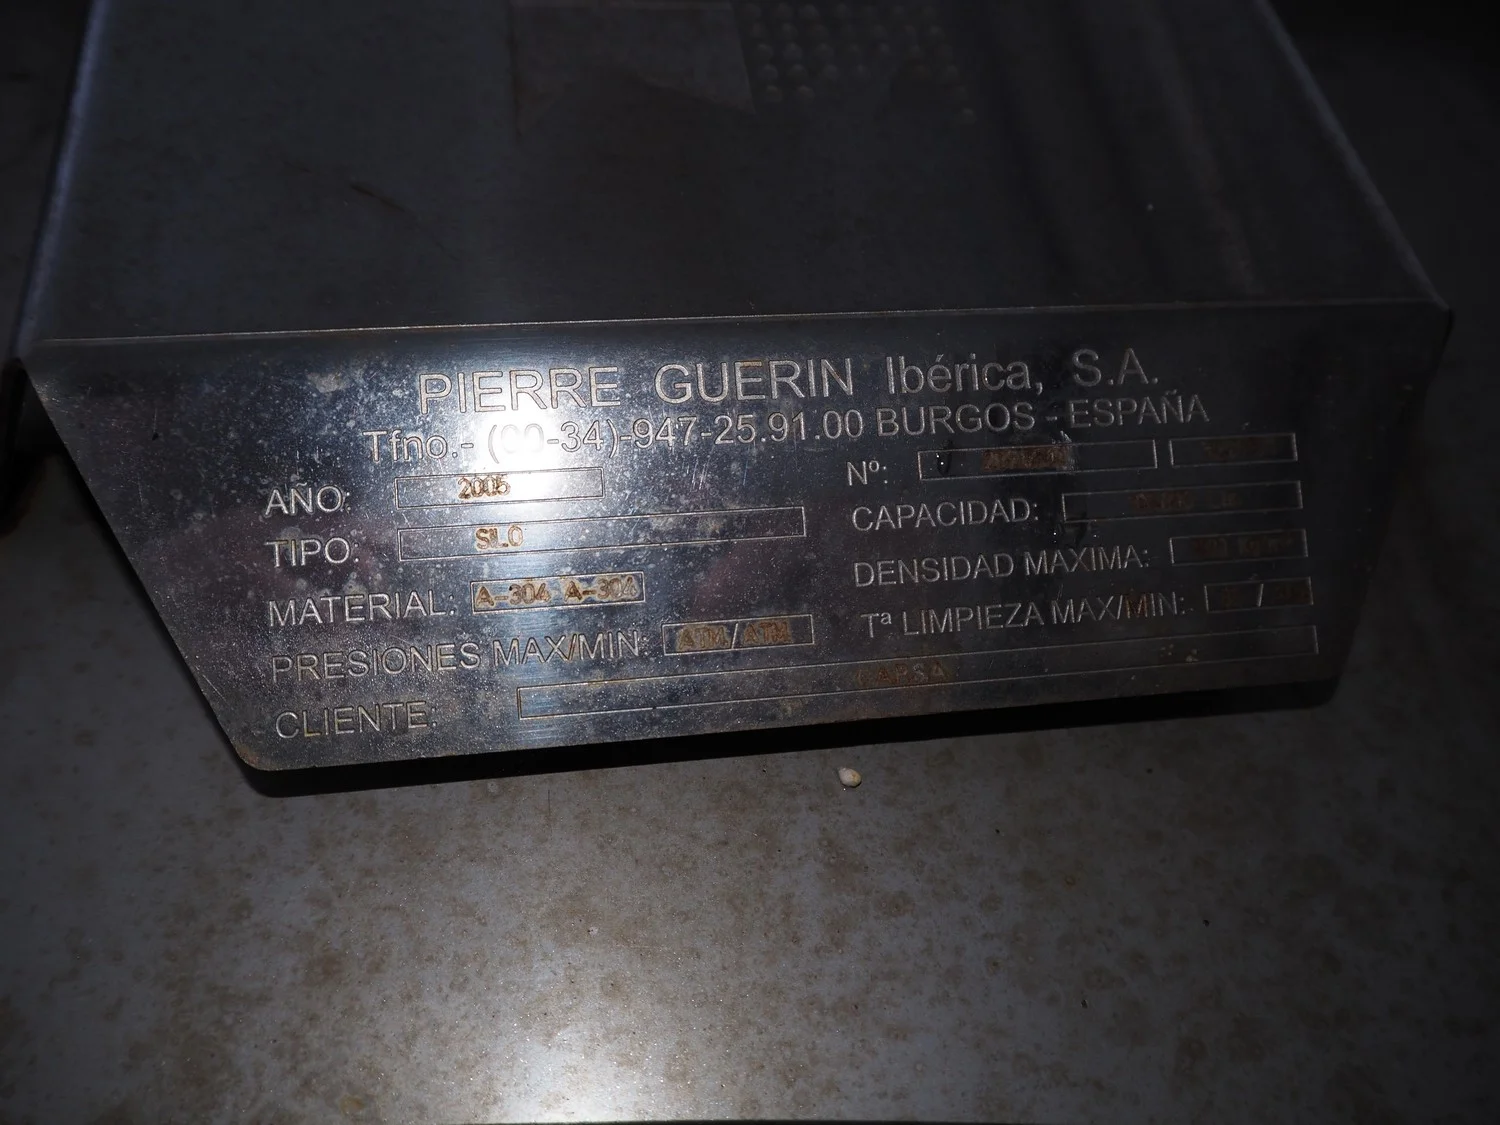 PIERRE GUERIN Ibérica, S.A.
Tfno.- (00-34)-947-25.91.00 BURGOS - ESPAÑA
AÑO: 2005 Nº:
TIPO: SILO CAPACIDAD:
MATERIAL: A-304 A-304 DENSIDAD MAXIMA:
PRESIONES MAX/MIN: ATM/ATM Tª LIMPIEZA MAX/MIN: /
CLIENTE: